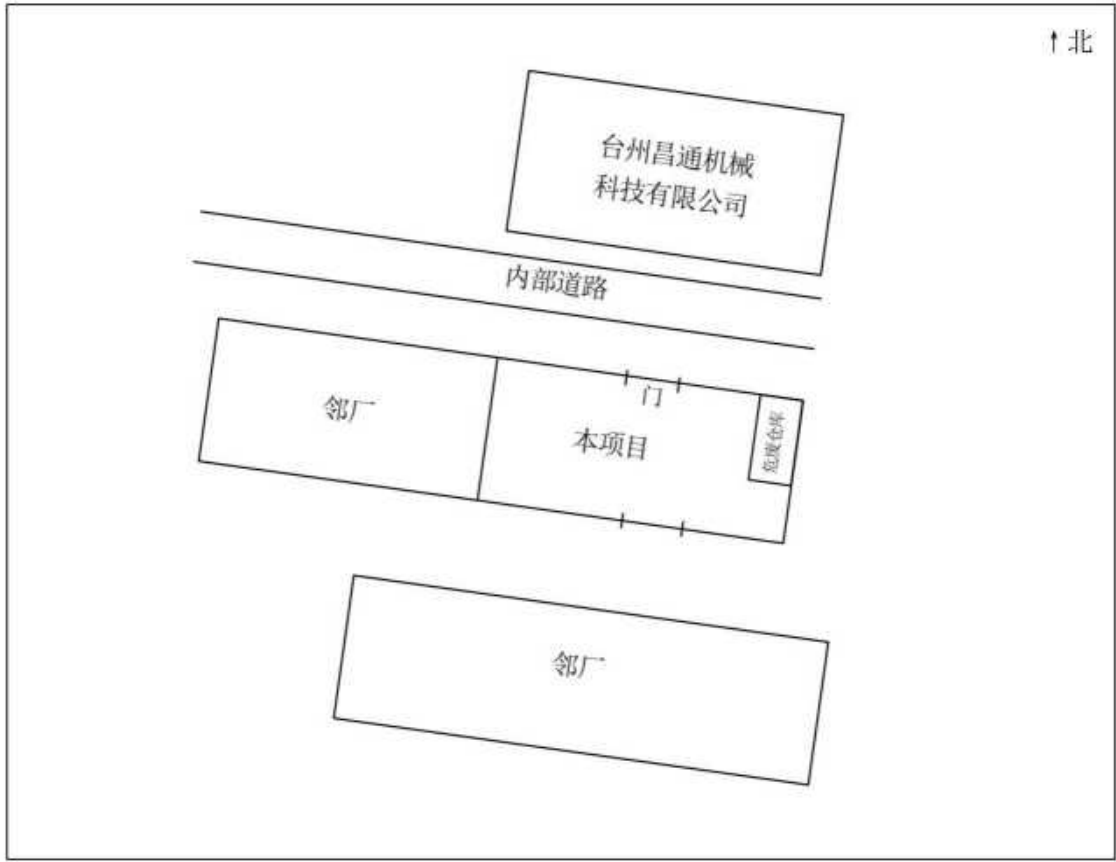 ↑北
台州昌通机械
科技有限公司
内部道路
门
邻厂
本项目
危废仓库
邻厂